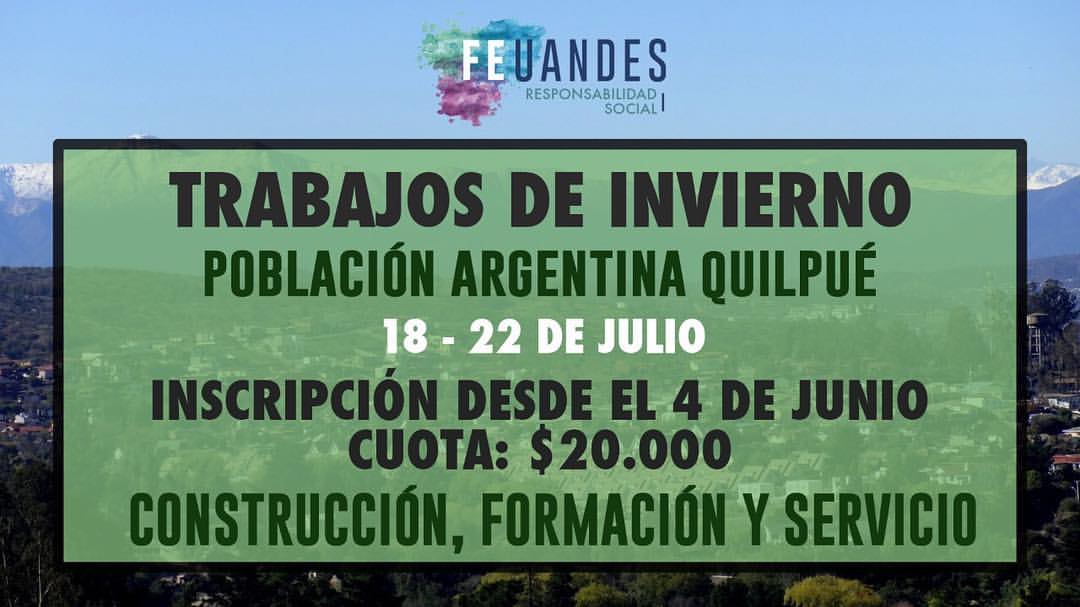 FEUANDES
RESPONSABILIDAD
SOCIAL
TRABAJOS DE INVIERNO
POBLACIÓN ARGENTINA QUILPUÉ
18 - 22 DE JULIO
INSCRIPCIÓN DESDE EL 4 DE JUNIO
CUOTA: $20.000
CONSTRUCCIÓN, FORMACIÓN Y SERVICIO